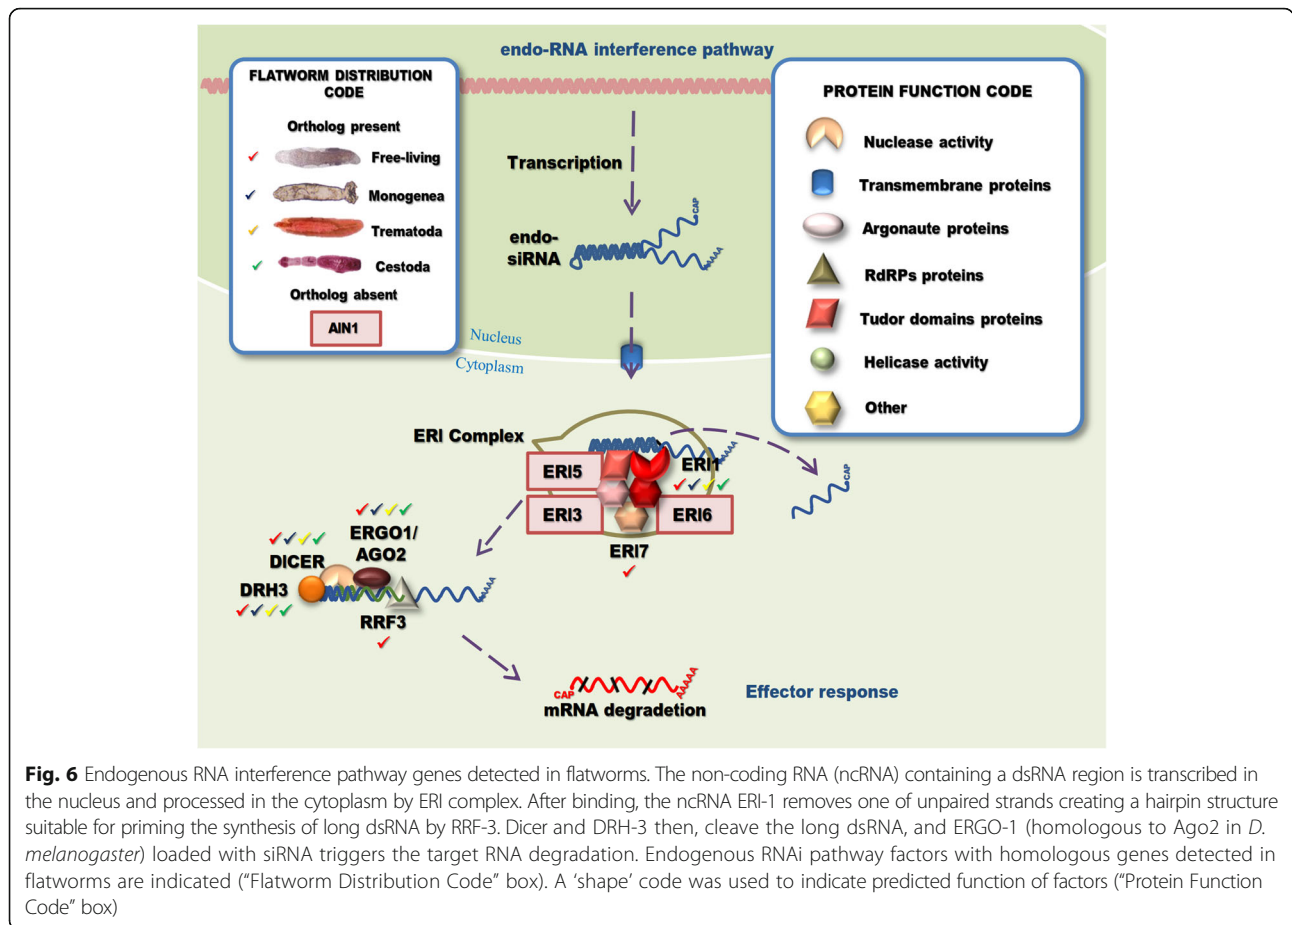 endo-RNA interference pathway
FLATWORM DISTRIBUTION
CODE
Ortholog present
Free-living
Monogenea
Trematoda
Cestoda
Ortholog absent
AIN1
PROTEIN FUNCTION CODE
Nuclease activity
Transmembrane proteins
Argonaute proteins
RdRPs proteins
Tudor domains proteins
Helicase activity
Other
Transcription
CAP
endo-
siRNA
AAAA
Nucleus
Cytoplasm
ERI Complex
AAAAA
ERI5
ERI1
CAP
ERI3
ERI6
ERI7
ERGO1/
AGO2
DICER
DRH3
AAAAA
RRF3
CAP
AAAAA
mRNA degradetion
Effector response
Fig. 6 Endogenous RNA interference pathway genes detected in flatworms. The non-coding RNA (ncRNA) containing a dsRNA region is transcribed in
the nucleus and processed in the cytoplasm by ERI complex. After binding, the ncRNA ERI-1 removes one of unpaired strands creating a hairpin structure
suitable for priming the synthesis of long dsRNA by RRF-3. Dicer and DRH-3 then, cleave the long dsRNA, and ERGO-1 (homologous to Ago2 in D.
melanogaster) loaded with siRNA triggers the target RNA degradation. Endogenous RNAi pathway factors with homologous genes detected in
flatworms are indicated (“Flatworm Distribution Code” box). A ‘shape’ code was used to indicate predicted function of factors (“Protein Function
Code” box)